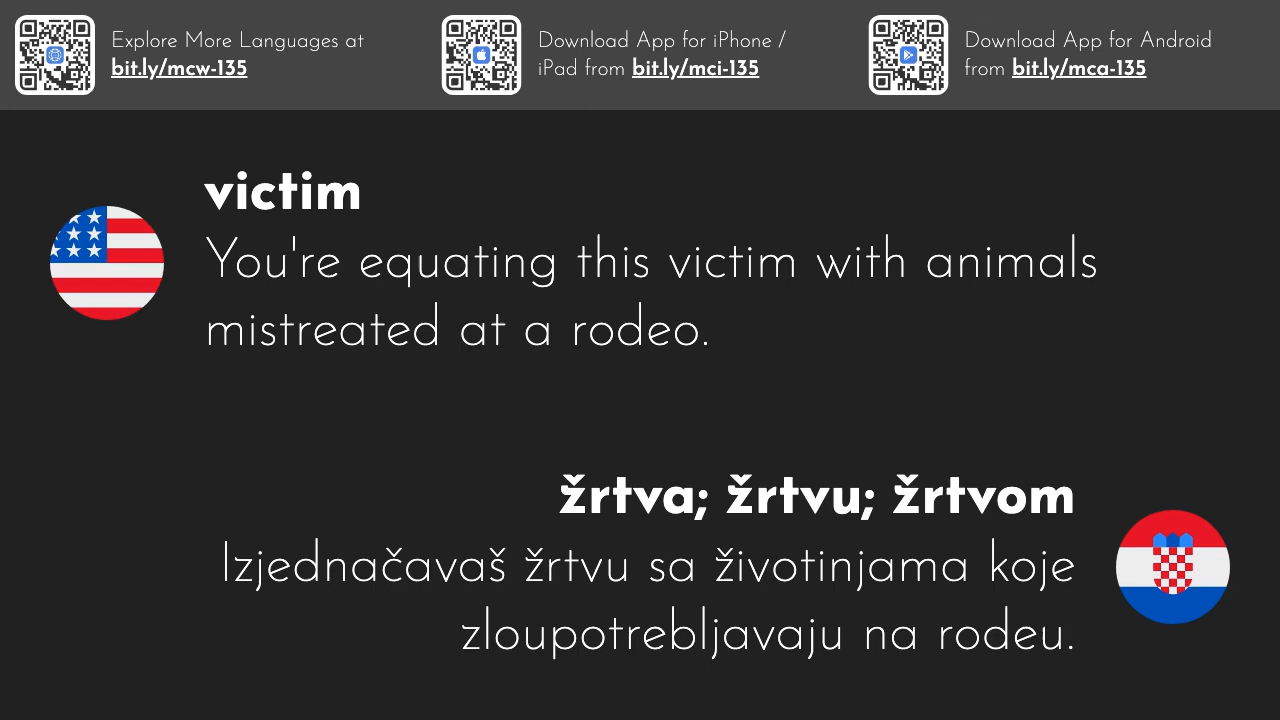 Explore More Languages at
bit.ly/mcw-135
Download App for iPhone /
iPad from bit.ly/mci-135
Download App for Android
from bit.ly/mca-135
victim
You're equating this victim with animals
mistreated at a rodeo.
žrtva; žrtvu; žrtvom
Izjednačavaš žrtvu sa životinjama koje
zloupotrebljavaju na rodeu.